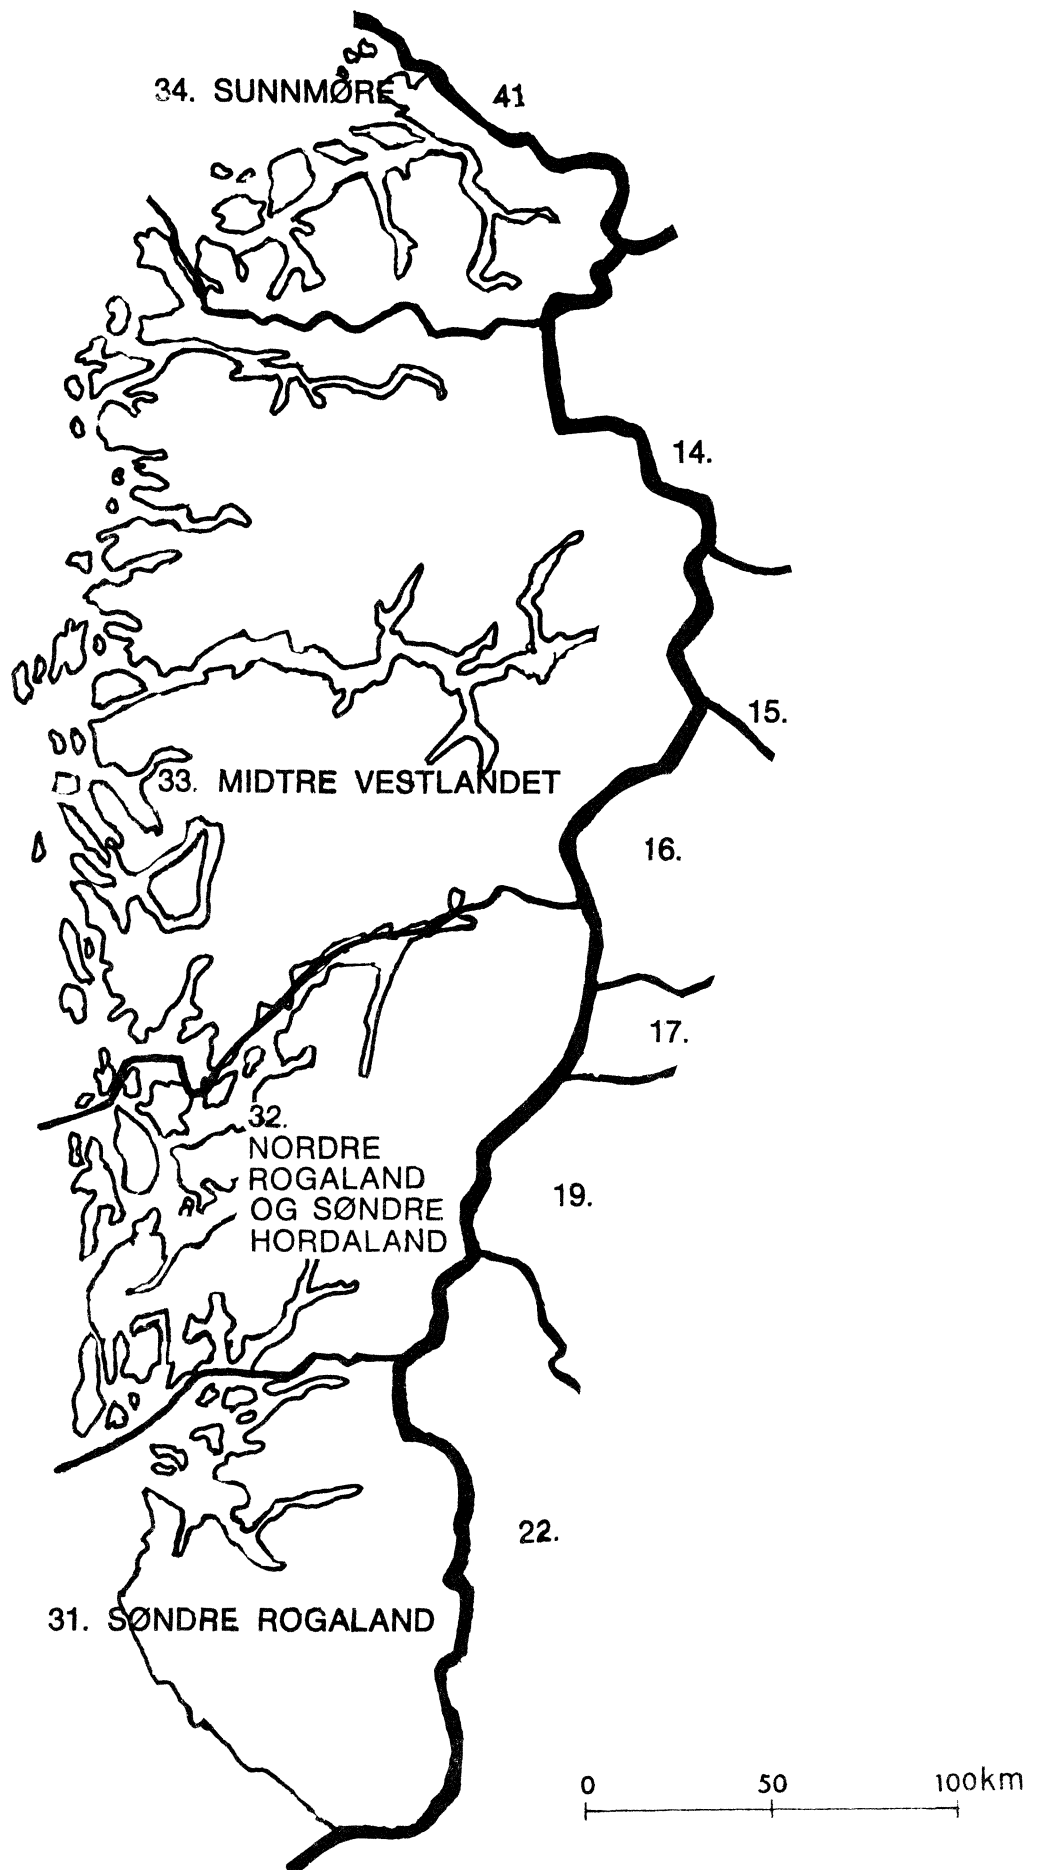 34. SUNNMØRE
41
14.
15.
33. MIDTRE VESTLANDET
16.
17.
32.
NORDRE
ROGALAND
OG SØNDRE
HORDALAND
19.
22.
31. SØNDRE ROGALAND
0 50 100km